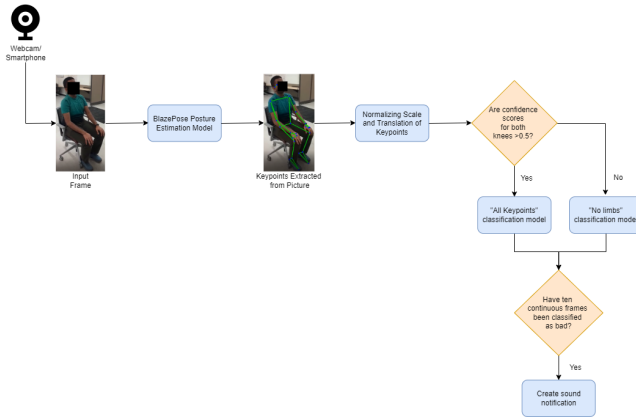 Webcam/
Smartphone
Input
Frame
BlazePose Posture
Estimation Model
Keypoints Extracted
from Picture
Normalizing Scale
and Translation of
Keypoints
Are confidence
scores
for both
knees >0.5?
Yes
No
"All Keypoints"
classification model
"No limbs"
classification model
Have ten
continuous frames
been classified
as bad?
Yes
Create sound
notification